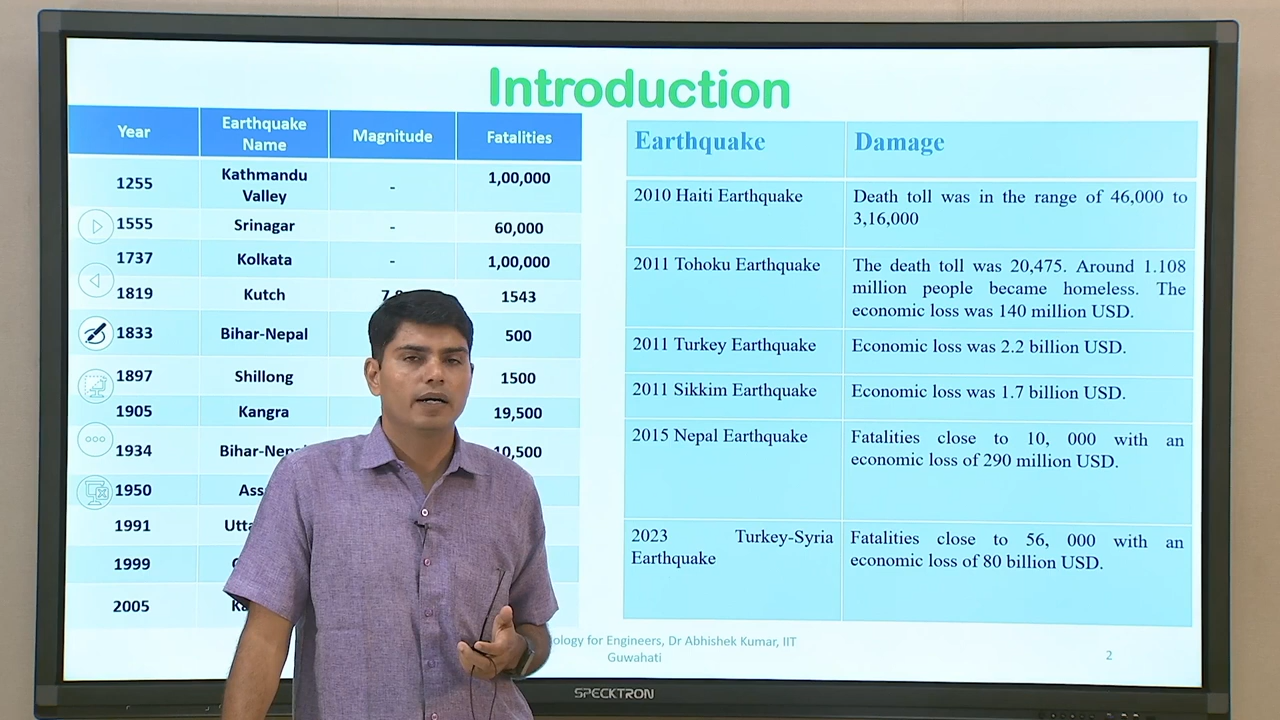 Introduction
Year Earthquake Name Magnitude Fatalities
1255 Kathmandu Valley - 1,00,000
1555 Srinagar - 60,000
1737 Kolkata - 1,00,000
1819 Kutch 1543
1833 Bihar-Nepal 500
1897 Shillong 1500
1905 Kangra 19,500
1934 10,500
1950
1991
1999
2005
Earthquake Damage
2010 Haiti Earthquake
Death toll was in the range of 46,000 to
3,16,000
2011 Tohoku Earthquake
The death toll was 20,475. Around 1.108
million people became homeless. The
economic loss was 140 million USD.
2011 Turkey Earthquake
Economic loss was 2.2 billion USD.
2011 Sikkim Earthquake
Economic loss was 1.7 billion USD.
2015 Nepal Earthquake
Fatalities close to 10, 000 with an
economic loss of 290 million USD.
2023 Turkey-Syria
Earthquake
Fatalities close to 56, 000 with an
economic loss of 80 billion USD.
for Engineers, Dr Abhishek Kumar, IIT
Guwahati
2
SPECKTRON